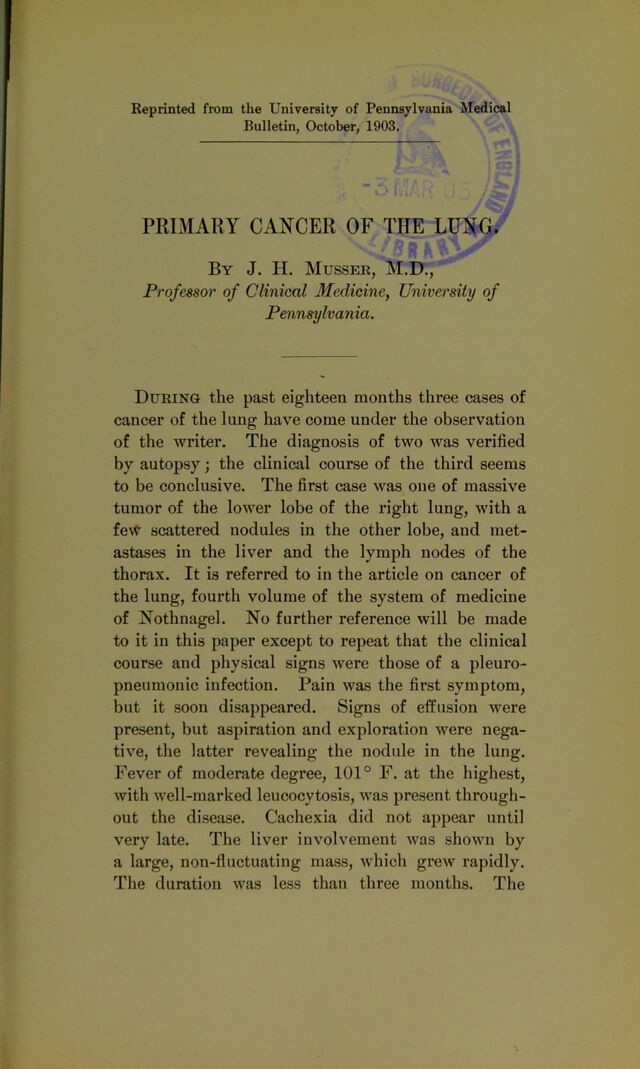 Reprinted from the University of Pennsylvania Medical
Bulletin, October, 1903.
OF ENGLAND
-3 MAR 05
LIBRARY
PRIMARY CANCER OF THE LUNG.
By J. H. Musser, M.D.,
Professor of Clinical Medicine, University of
Pennsylvania.
During the past eighteen months three cases of
cancer of the lung have come under the observation
of the writer. The diagnosis of two was verified
by autopsy; the clinical course of the third seems
to be conclusive. The first case was one of massive
tumor of the lower lobe of the right lung, with a
few scattered nodules in the other lobe, and met-
astases in the liver and the lymph nodes of the
thorax. It is referred to in the article on cancer of
the lung, fourth volume of the system of medicine
of Nothnagel. No further reference will be made
to it in this paper except to repeat that the clinical
course and physical signs were those of a pleuro-
pneumonic infection. Pain was the first symptom,
but it soon disappeared. Signs of effusion were
present, but aspiration and exploration were nega-
tive, the latter revealing the nodule in the lung.
Fever of moderate degree, 101° F. at the highest,
with well-marked leucocytosis, was present through-
out the disease. Cachexia did not appear until
very late. The liver involvement was shown by
a large, non-fluctuating mass, which grew rapidly.
The duration was less than three months. The